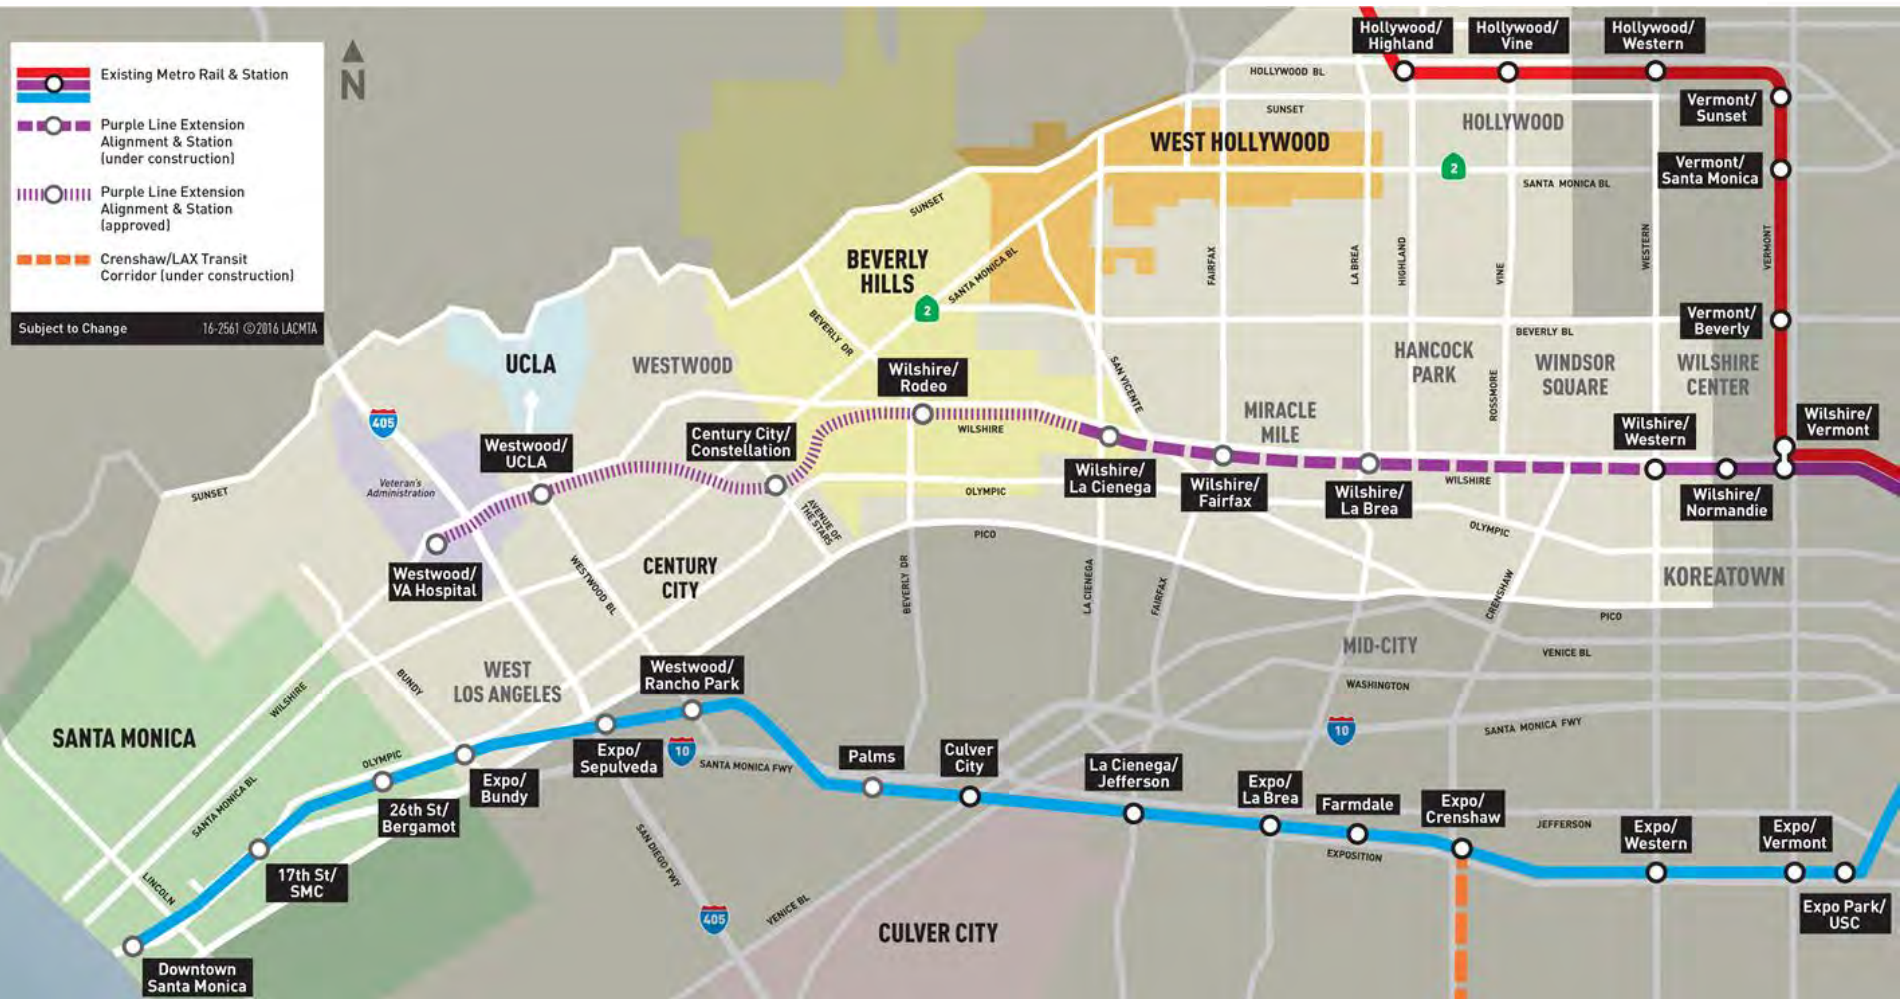 Existing Metro Rail & Station
Purple Line Extension
Alignment & Station
(under construction)
Purple Line Extension
Alignment & Station
(approved)
Crenshaw/LAX Transit
Corridor (under construction)
Subject to Change
16-2561 ©2016 LACMTA
N
Hollywood/
Highland
Hollywood/
Vine
Hollywood/
Western
HOLLYWOOD BL
SUNSET
Vermont/
Sunset
WEST HOLLYWOOD
HOLLYWOOD
2
Vermont/
Santa Monica
SANTA MONICA BL
SUNSET
BEVERLY
HILLS
SANTA MONICA BL
2
FAIRFAX
LA BREA
HIGHLAND
VINE
WESTERN
VERMONT
BEVERLY DR
Vermont/
Beverly
BEVERLY BL
UCLA
WESTWOOD
Wilshire/
Rodeo
SAN VICENTE
HANCOCK
PARK
WINDSOR
SQUARE
WILSHIRE
CENTER
ROSSMORE
MIRACLE
MILE
405
Westwood/
UCLA
Century City/
Constellation
WILSHIRE
Wilshire/
Western
Wilshire/
Vermont
Veteran's
Administration
SUNSET
Wilshire/
La Cienega
Wilshire/
Fairfax
Wilshire/
La Brea
WILSHIRE
Wilshire/
Normandie
OLYMPIC
AVENUE OF
THE STARS
PICO
OLYMPIC
Westwood/
VA Hospital
WESTWOOD BL
CENTURY
CITY
BEVERLY DR
LA CIENEGA
FAIRFAX
CRENSHAW
KOREATOWN
PICO
MID-CITY
VENICE BL
WASHINGTON
SANTA MONICA FWY
10
WEST
LOS ANGELES
BUNDY
WILSHIRE
Westwood/
Rancho Park
SANTA MONICA
OLYMPIC
SANTA MONICA BL
Expo/
Sepulveda
10
SANTA MONICA FWY
Palms
Culver
City
La Cienega/
Jefferson
Expo/
La Brea
Farmdale
Expo/
Crenshaw
JEFFERSON
Expo/
Western
Expo/
Vermont
EXPOSITION
Expo/
Bundy
26th St/
Bergamot
17th St/
SMC
LINCOLN
SAN DIEGO FWY
405
VENICE BL
CULVER CITY
Expo Park/
USC
Downtown
Santa Monica